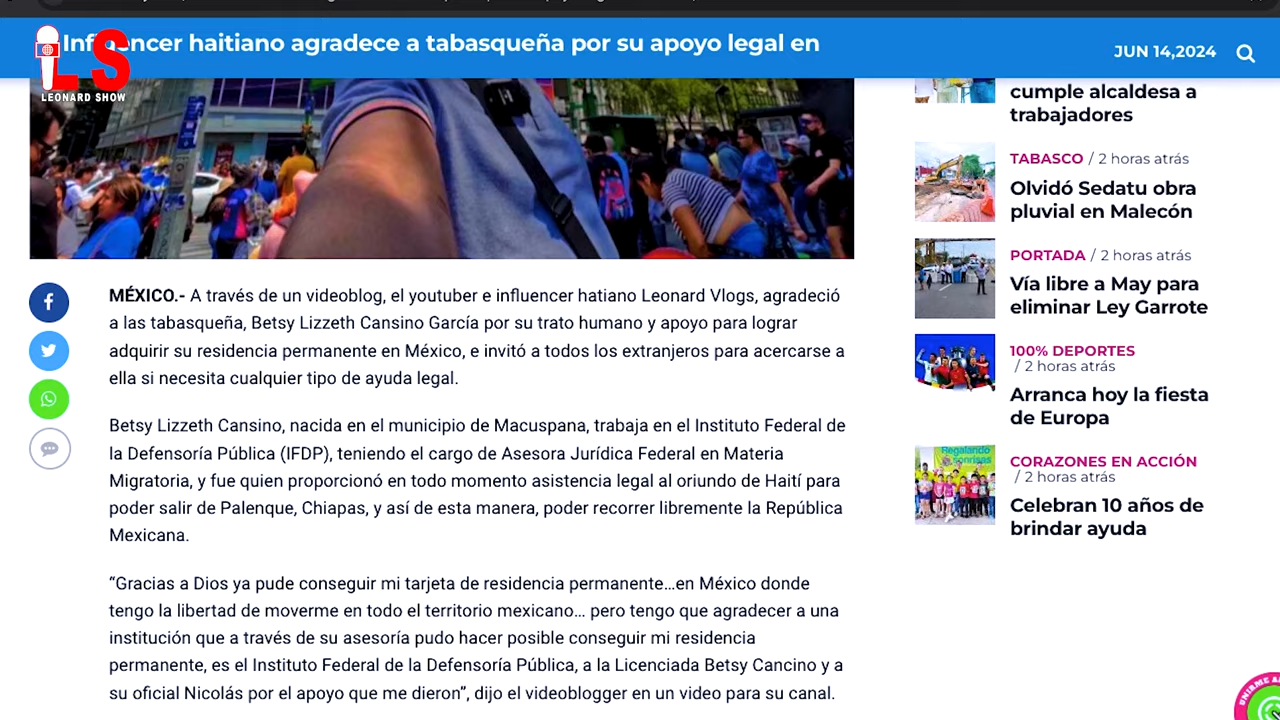 Influencer haitiano agradece a tabasqueña por su apoyo legal en
JUN 14,2024
LS
LEONARD SHOW
MÉXICO.- A través de un videoblog, el youtuber e influencer hatiano Leonard Vlogs, agradeció
a las tabasqueña, Betsy Lizzeth Cansino García por su trato humano y apoyo para lograr
adquirir su residencia permanente en México, e invitó a todos los extranjeros para acercarse a
ella si necesita cualquier tipo de ayuda legal.
Betsy Lizzeth Cansino, nacida en el municipio de Macuspana, trabaja en el Instituto Federal de
la Defensoría Pública (IFDP), teniendo el cargo de Asesora Jurídica Federal en Materia
Migratoria, y fue quien proporcionó en todo momento asistencia legal al oriundo de Haití para
poder salir de Palenque, Chiapas, y así de esta manera, poder recorrer libremente la República
Mexicana.
“Gracias a Dios ya pude conseguir mi tarjeta de residencia permanente…en México donde
tengo la libertad de moverme en todo el territorio mexicano… pero tengo que agradecer a una
institución que a través de su asesoría pudo hacer posible conseguir mi residencia
permanente, es el Instituto Federal de la Defensoría Pública, a la Licenciada Betsy Cancino y a
su oficial Nicolás por el apoyo que me dieron”, dijo el videoblogger en un video para su canal.
cumple alcaldesa a
trabajadores
TABASCO / 2 horas atrás
Olvidó Sedatu obra
pluvial en Malecón
PORTADA / 2 horas atrás
Vía libre a May para
eliminar Ley Garrote
100% DEPORTES
/ 2 horas atrás
Arranca hoy la fiesta
de Europa
Regalando
sonrisas
CORAZONES EN ACCIÓN
/ 2 horas atrás
Celebran 10 años de
brindar ayuda